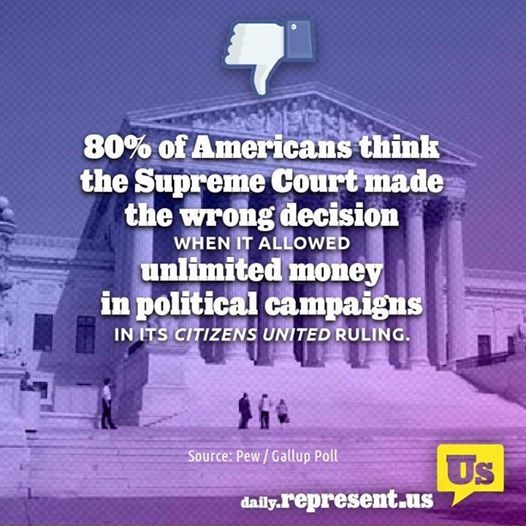 80% of Americans think
the Supreme Court made
the wrong decision
WHEN IT ALLOWED
unlimited money
in political campaigns
IN ITS CITIZENS UNITED RULING.
Source: Pew / Gallup Poll
Us
daily.represent.us